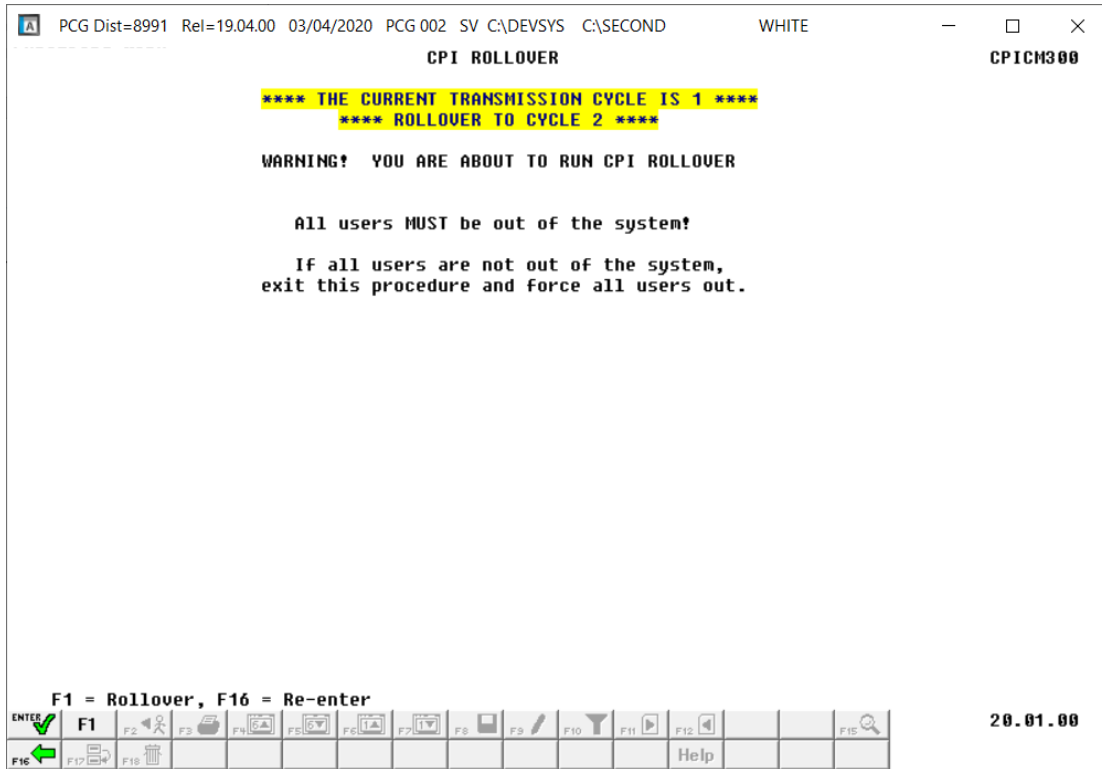 A PCG Dist=8991 Rel=19.04.00 03/04/2020 PCG 002 SV C:\DEVSYS C:\SECOND WHITE
CPI ROLLOVER CPICM300
**** THE CURRENT TRANSMISSION CYCLE IS 1 ****
**** ROLLOVER TO CYCLE 2 ****
WARNING! YOU ARE ABOUT TO RUN CPI ROLLOVER
All users MUST be out of the system!
If all users are not out of the system,
exit this procedure and force all users out.
F1 = Rollover, F16 = Re-enter
ENTER F1 F2 F3 F4 6 F5 6 F6 1 F7 1 F8 F9 F10 F11 F12 F15 20.01.00
F16 F17 F18 Help